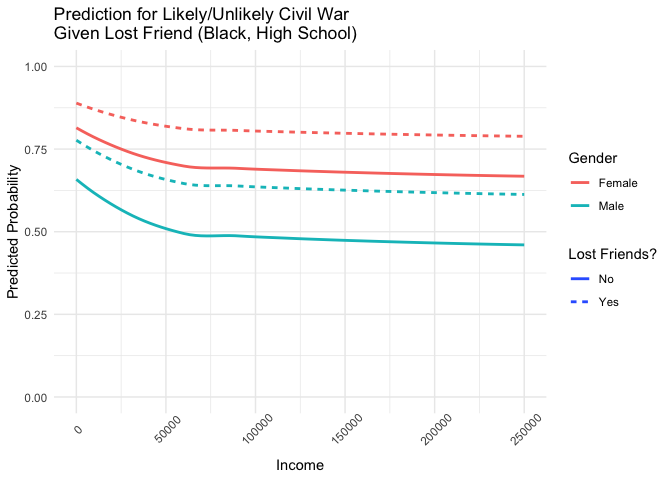 Prediction for Likely/Unlikely Civil War
Given Lost Friend (Black, High School)
1.00
0.75
0.50
0.25
0.00
Predicted Probability
0
50000
100000
150000
200000
250000
Income
Gender
Female
Male
Lost Friends?
No
Yes